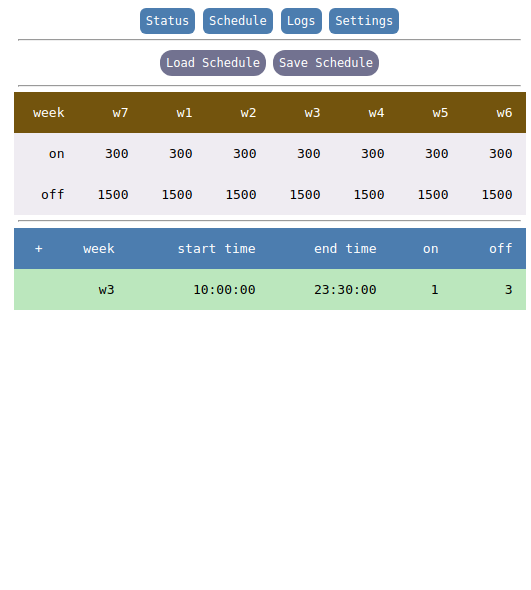 Status Schedule Logs Settings
Load Schedule Save Schedule
week w7 w1 w2 w3 w4 w5 w6
on 300 300 300 300 300 300 300
off 1500 1500 1500 1500 1500 1500 1500
+ week start time end time on off
w3 10:00:00 23:30:00 1 3